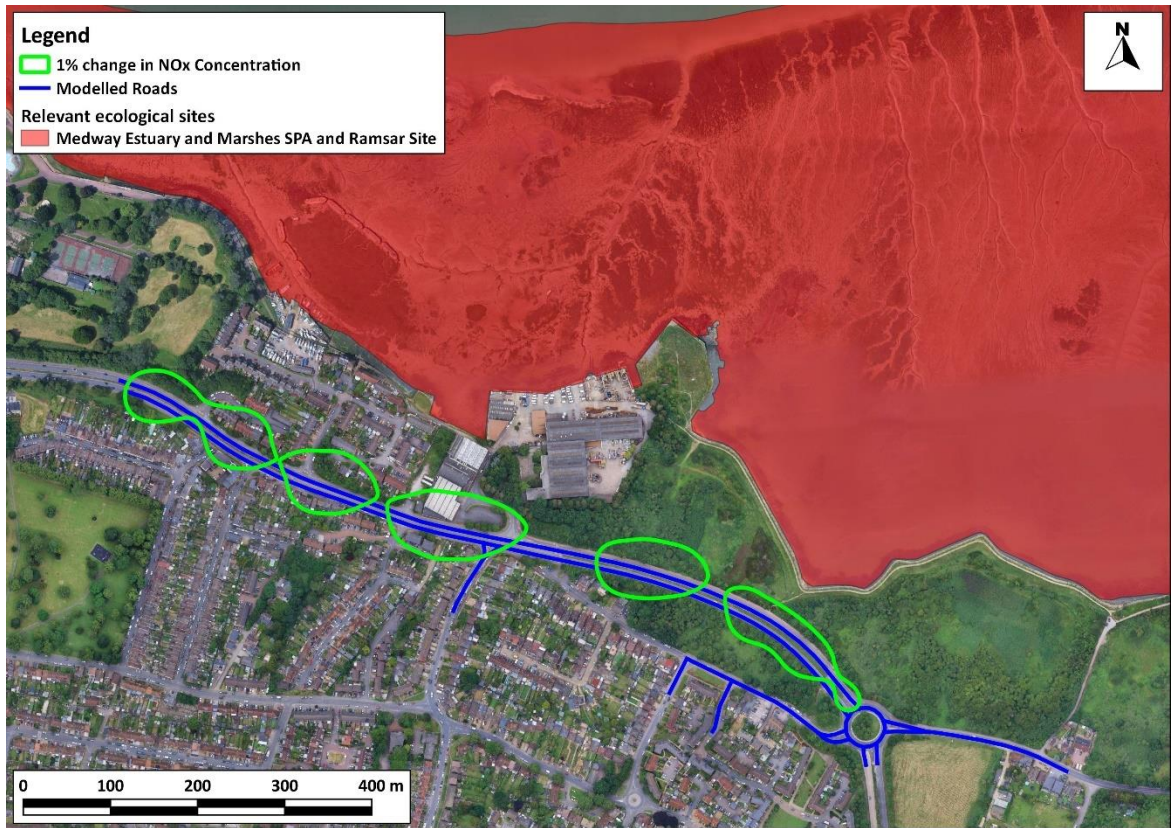 Legend
1% change in NOx Concentration
Modelled Roads
Relevant ecological sites
Medway Estuary and Marshes SPA and Ramsar Site
N
0 100 200 300 400 m